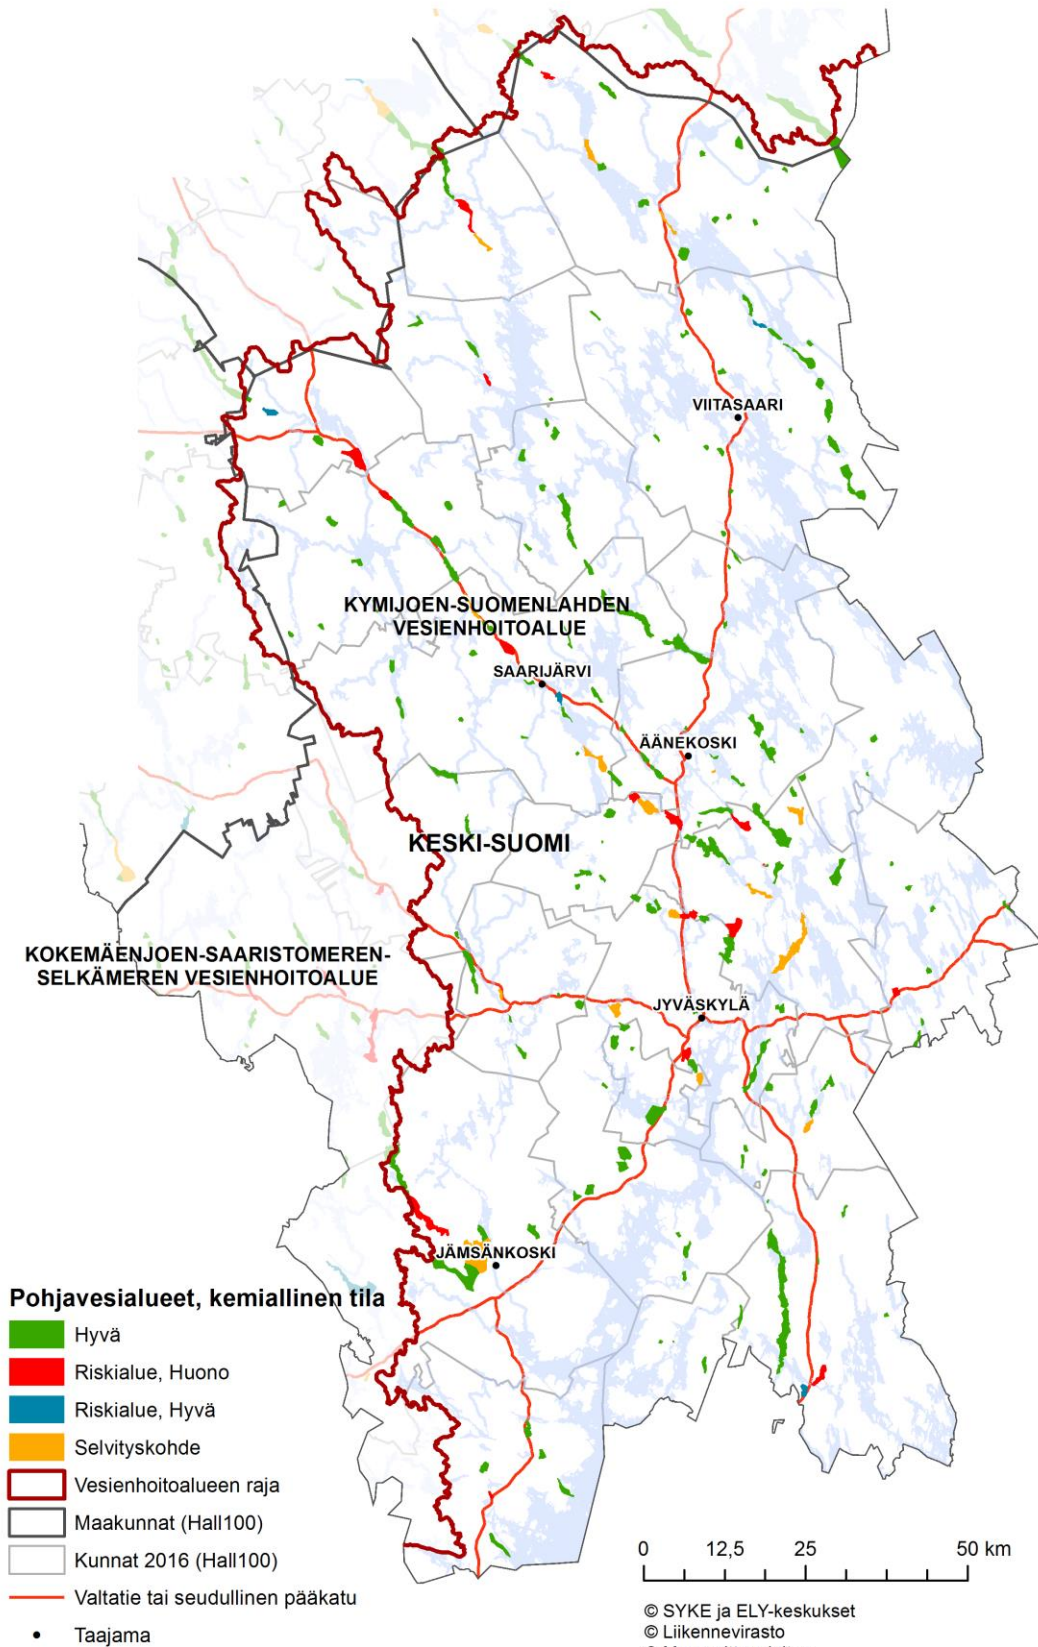 VIITASAARI
KYMIJOEN-SUOMENLAHDEN
VESIENHOITOALUE
SAARIJÄRVI
ÄÄNEKOSKI
KESKI-SUOMI
KOKEMÄENJOEN-SAARISTOMEREN-
SELKÄMEREN VESIENHOITOALUE
JYVÄSKYLÄ
JÄMSÄNKOSKI
Pohjavesialueet, kemiallinen tila
Hyvä
Riskialue, Huono
Riskialue, Hyvä
Selvityskohde
Vesienhoitoalueen raja
Maakunnat (Hall100)
Kunnat 2016 (Hall100)
Valtatie tai seudullinen pääkatu
Taajama
0 12,5 25 50 km
© SYKE ja ELY-keskukset
© Liikennevirasto